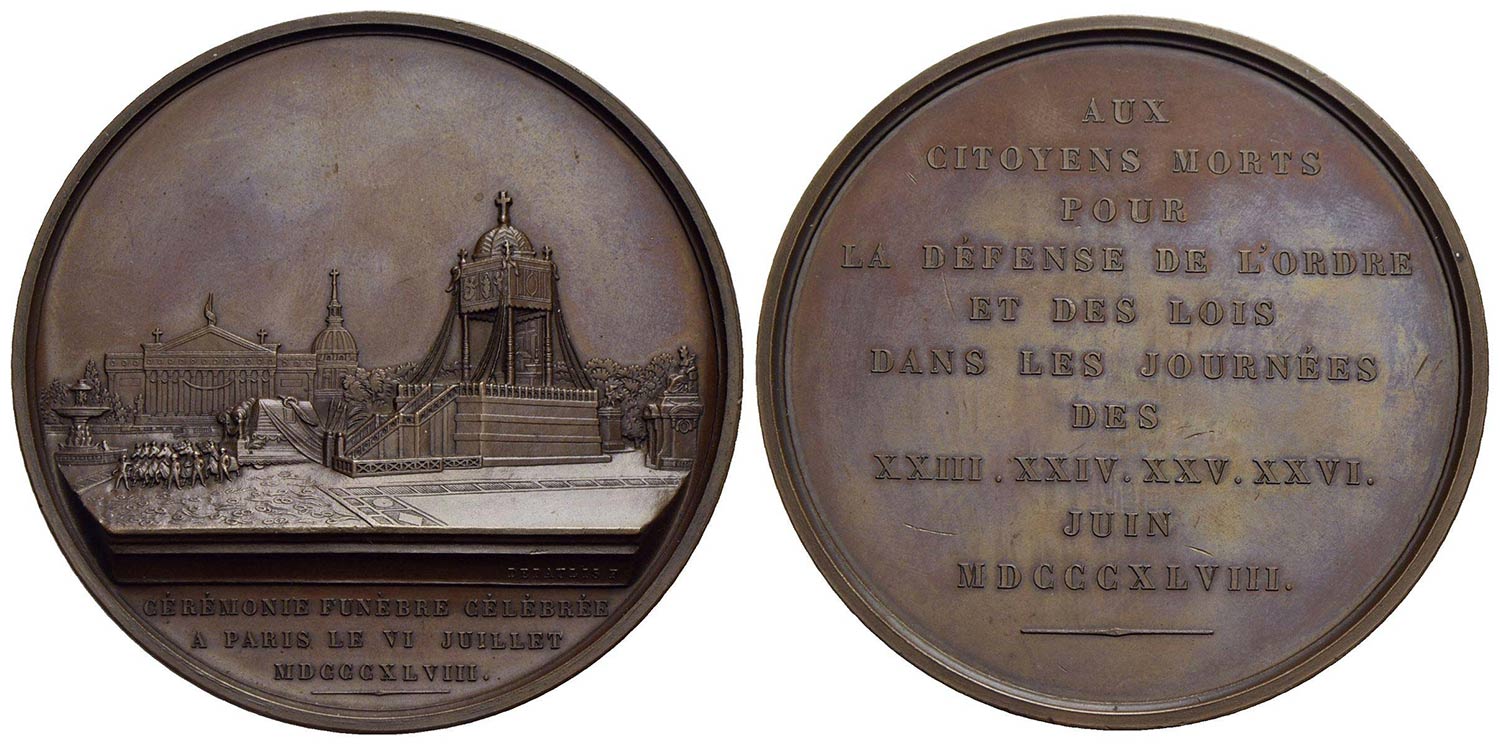 DEPAULIS F.
CÉRÉMONIE FUNÈBRE CÉLÉBRÉE
A PARIS LE VI JUILLET
MDCCCXLVIII.
AUX
CITOYENS MORTS
POUR
LA DÉFENSE DE L'ORDRE
ET DES LOIS
DANS LES JOURNÉES
DES
XXIII. XXIV. XXV. XXVI.
JUIN
MDCCCXLVIII.